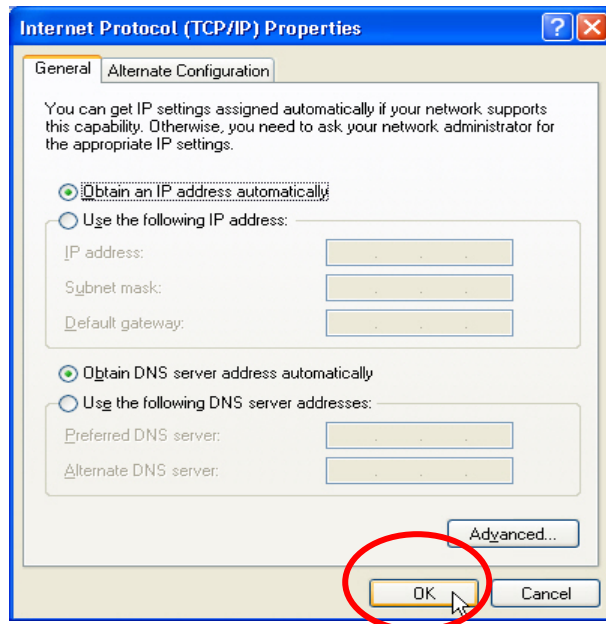 Internet Protocol (TCP/IP) Properties
General
Alternate Configuration
You can get IP settings assigned automatically if your network supports
this capability. Otherwise, you need to ask your network administrator for
the appropriate IP settings.
Obtain an IP address automatically
Use the following IP address:
IP address:
Subnet mask:
Default gateway:
Obtain DNS server address automatically
Use the following DNS server addresses:
Preferred DNS server:
Alternate DNS server:
Advanced...
OK
Cancel